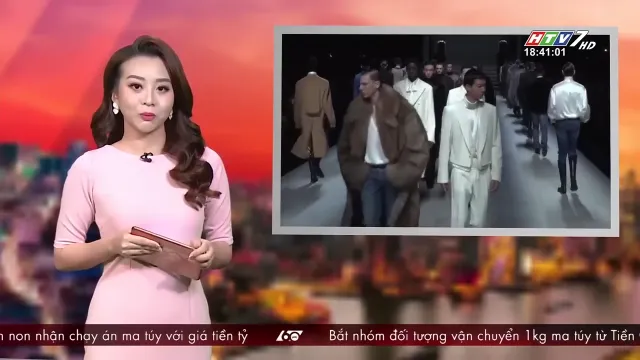 HTV7 HD
18:41:01
n non nhận chạy án ma túy với giá tiền tỷ
Bắt nhóm đối tượng vận chuyển 1kg ma túy từ Tiền